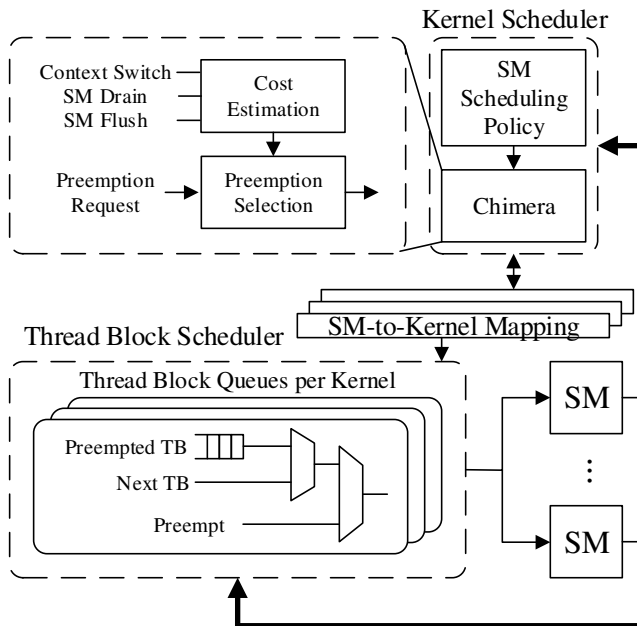 Kernel Scheduler
Context Switch
SM Drain
SM Flush
Cost
Estimation
Preemption
Request
Preemption
Selection
SM
Scheduling
Policy
Chimera
SM-to-Kernel Mapping
Thread Block Scheduler
Thread Block Queues per Kernel
Preempted TB
Next TB
Preempt
SM
...
SM